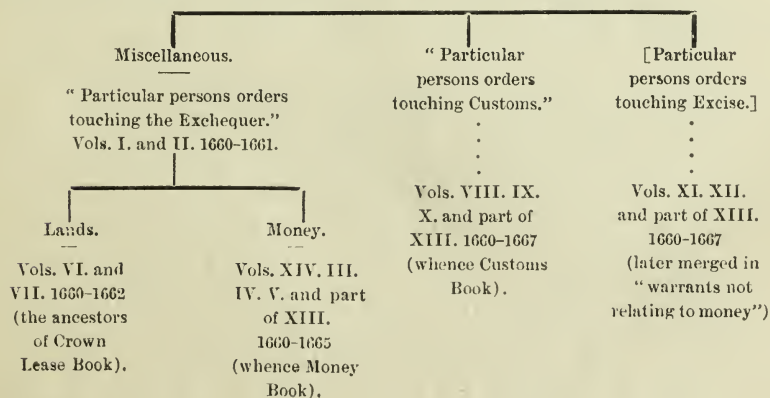 Miscellaneous.
“ Particular persons orders
touching the Exchequer.”
Vols. I. and II. 1660-1661.
Lands.
Vols. VI. and
VII. 1660-1662
(the ancestors
of Crown
Lease Book).
Money.
Vols. XIV. III.
IV. V. and part
of XIII.
1660-1665
(whence Money
Book).
“ Particular
persons orders
touching Customs.”
Vols. VIII. IX.
X. and part of
XIII. 1660-1667
(whence Customs
Book).
[Particular
persons orders
touching Excise.]
Vols. XI. XII.
and part of XIII.
1660-1667
(later merged in
“ warrants not
relating to money”)